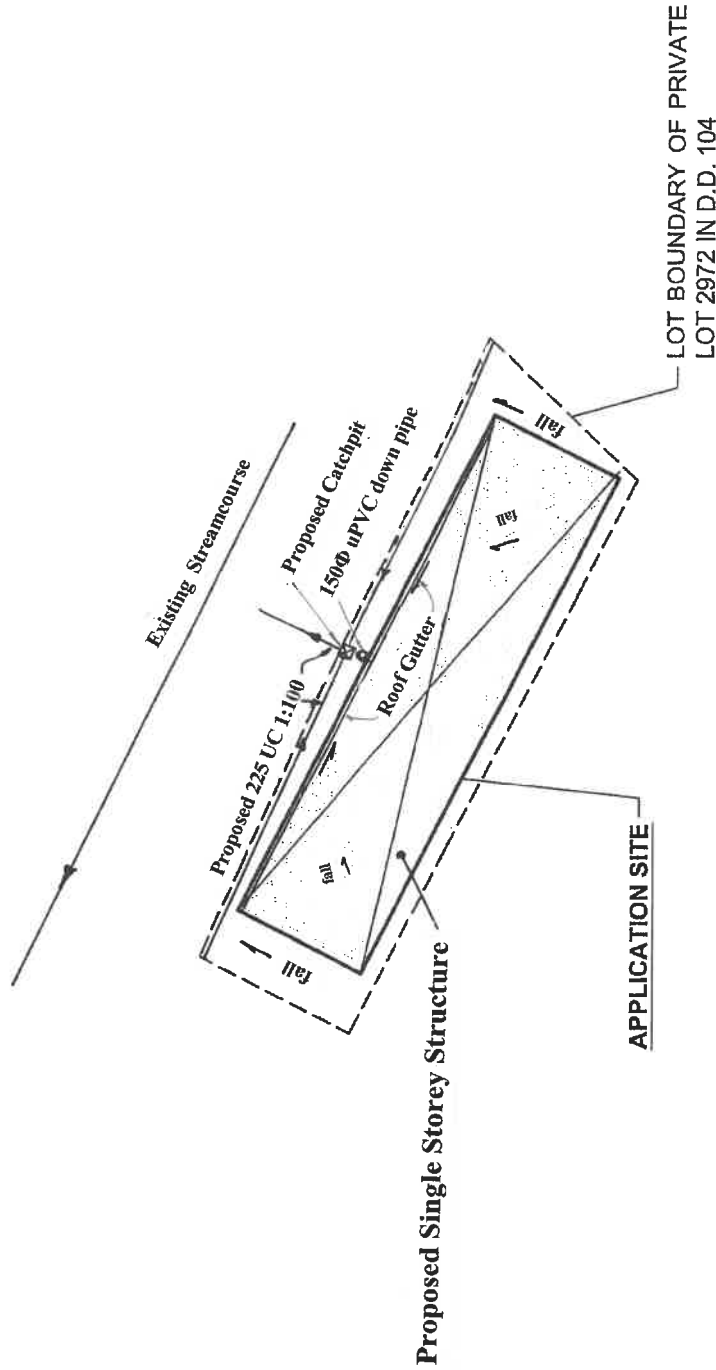 Existing Streamcourse
Proposed Catchpit
150Φ uPVC down pipe
Proposed 225 UC 1:100
Roof Gutter
fall
fall
fall
fall
Proposed Single Storey Structure
APPLICATION SITE
LOT BOUNDARY OF PRIVATE
LOT 2972 IN D.D. 104